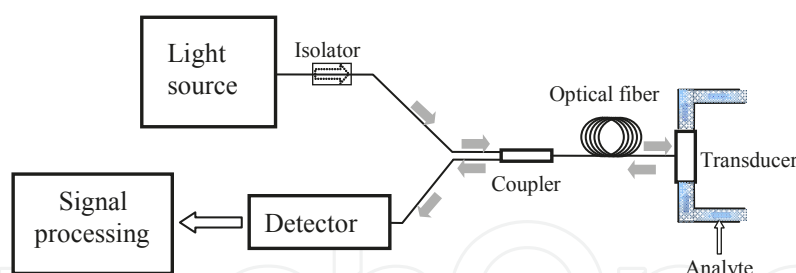 Light
source
Isolator
Optical fiber
Transducer
Coupler
Signal
processing
Detector
Analyte